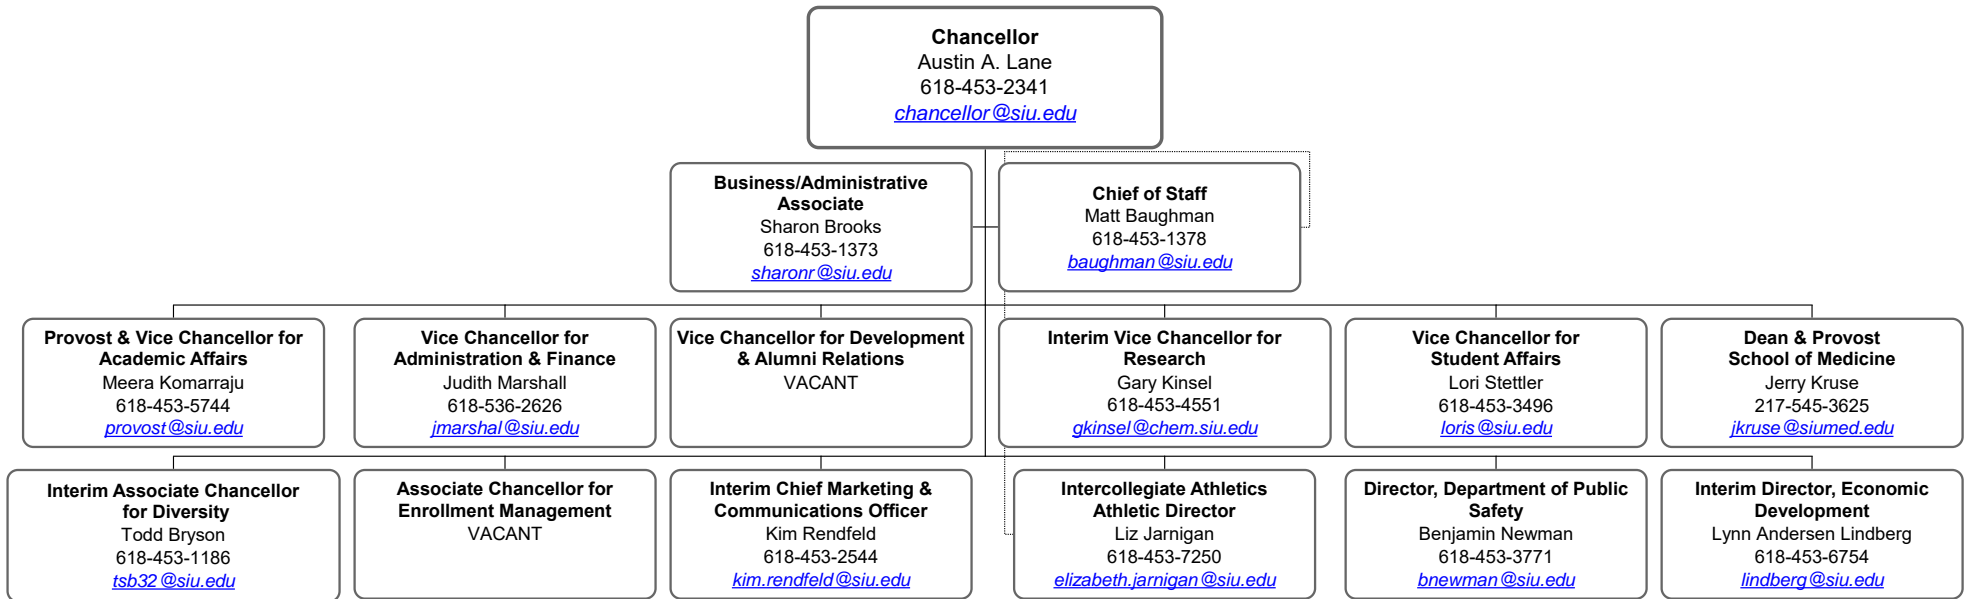 Chancellor
Austin A. Lane
618-453-2341
chancellor@siu.edu
Business/Administrative
Associate
Sharon Brooks
618-453-1373
sharonr@siu.edu
Chief of Staff
Matt Baughman
618-453-1378
baughman@siu.edu
Provost & Vice Chancellor for
Academic Affairs
Meera Komarraju
618-453-5744
provost@siu.edu
Vice Chancellor for
Administration & Finance
Judith Marshall
618-536-2626
jmarshal@siu.edu
Vice Chancellor for Development
& Alumni Relations
VACANT
Interim Vice Chancellor for
Research
Gary Kinsel
618-453-4551
gkinsel@chem.siu.edu
Vice Chancellor for
Student Affairs
Lori Stettler
618-453-3496
loris@siu.edu
Dean & Provost
School of Medicine
Jerry Kruse
217-545-3625
jkruse@siumed.edu
Interim Associate Chancellor
for Diversity
Todd Bryson
618-453-1186
tsb32@siu.edu
Associate Chancellor for
Enrollment Management
VACANT
Interim Chief Marketing &
Communications Officer
Kim Rendfeld
618-453-2544
kim.rendfeld@siu.edu
Intercollegiate Athletics
Athletic Director
Liz Jarnigan
618-453-7250
elizabeth.jarnigan@siu.edu
Director, Department of Public
Safety
Benjamin Newman
618-453-3771
bnewman@siu.edu
Interim Director, Economic
Development
Lynn Andersen Lindberg
618-453-6754
lindberg@siu.edu